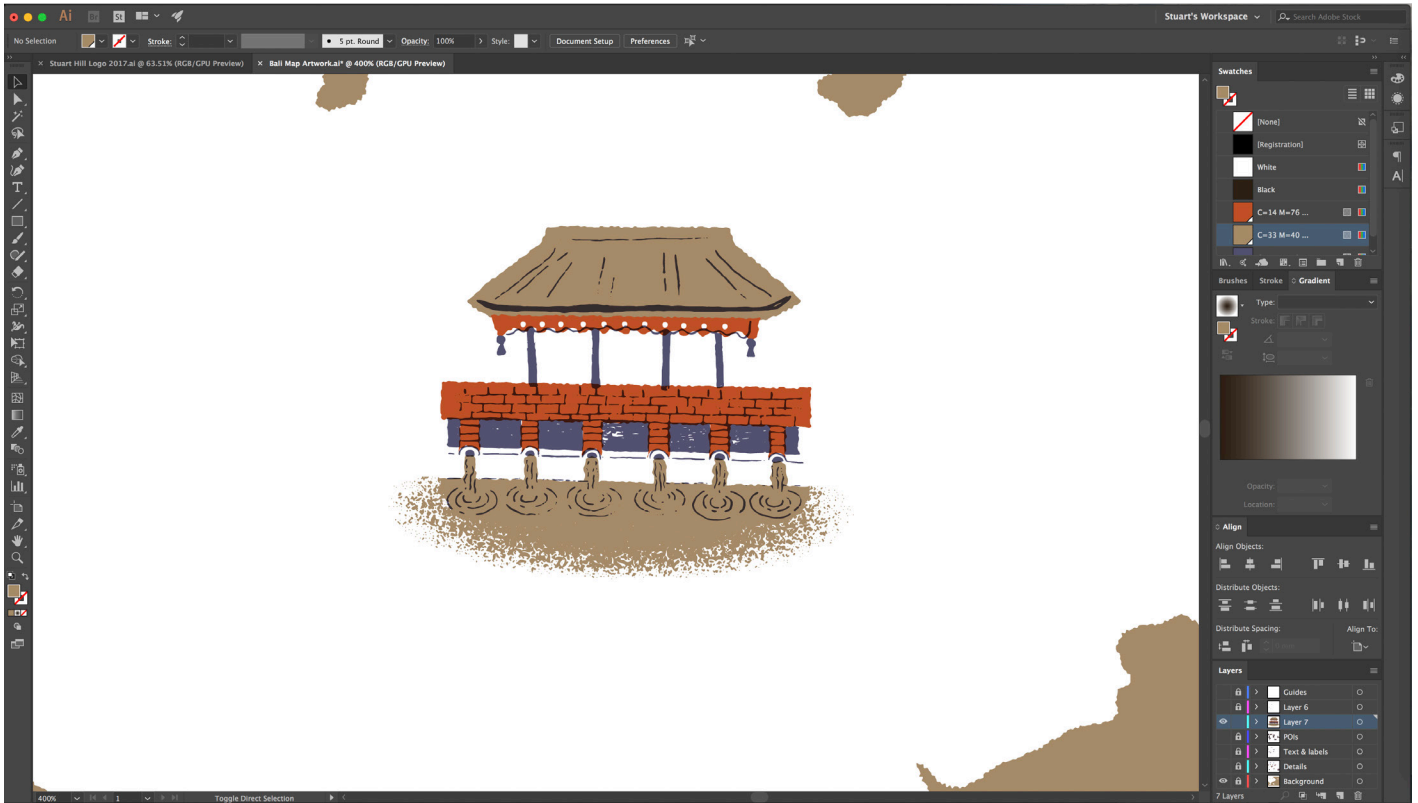 Ai Br St Stuart's Workspace Search Adobe Stock
No Selection Stroke: 5 pt. Round Opacity: 100% Style: Document Setup Preferences
× Stuart Hill Logo 2017.ai @ 63.51% (RGB/GPU Preview) × Bali Map Artwork.ai* @ 400% (RGB/GPU Preview)
Swatches
[None]
[Registration]
White
Black
C=14 M=76 ...
C=33 M=40 ...
Brushes Stroke Gradient
Type:
Stroke:
Opacity:
Location:
Align
Align Objects:
Distribute Objects:
Distribute Spacing: Align To:
Layers
Guides
Layer 6
Layer 7
POIs
Text & labels
Details
Background
7 Layers
400% 1 Toggle Direct Selection